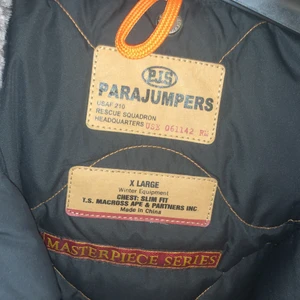 PJS
PARAJUMPERS
USAF 210
RESCUE SQUADRON
HEADQUARTERS
X LARGE
Winter Equipment
CHEST: SLIM FIT
T.S. MACROSS APE & PARTNERS INC.
Made in China
MASTERPIECE SERIES